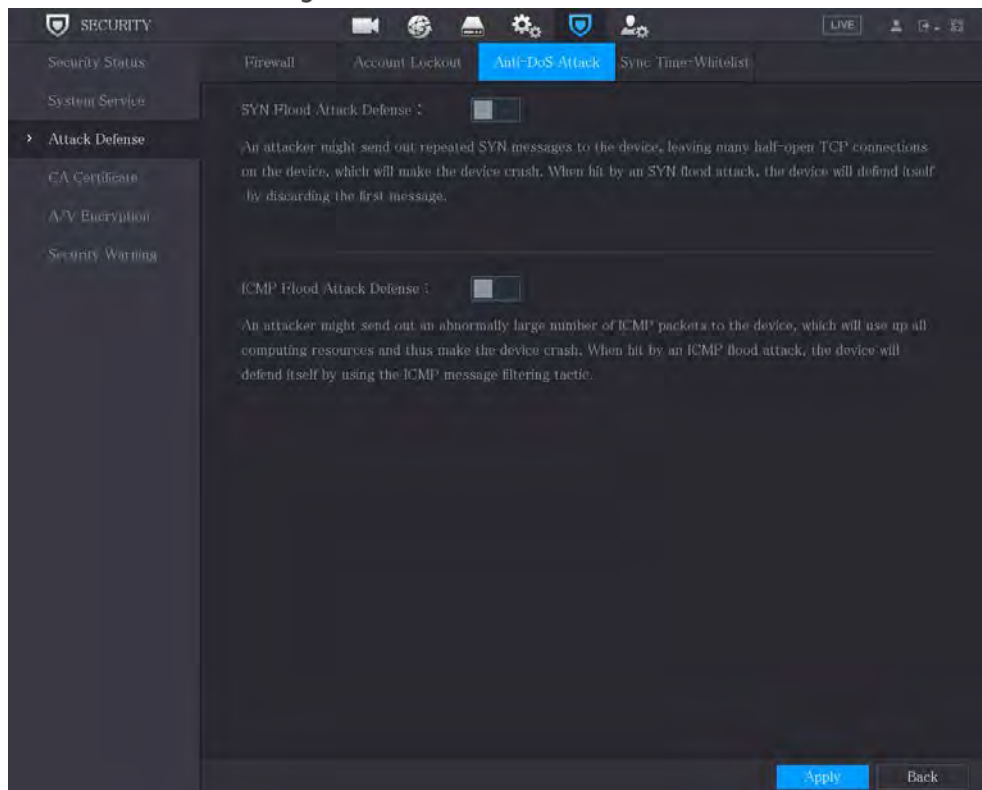 SECURITY
LIVE
Security Status
Firewall
Account Lockout
Anti-DoS Attack
Sync Time-Whitelist
System Service
Attack Defense
CA Certificate
A/V Encryption
Security Warning
SYN Flood Attack Defense :
An attacker might send out repeated SYN messages to the device, leaving many half-open TCP connections
on the device, which will make the device crash. When hit by an SYN flood attack, the device will defend itself
by discarding the first message.
ICMP Flood Attack Defense :
An attacker might send out an abnormally large number of ICMP packets to the device, which will use up all
computing resources and thus make the device crash. When hit by an ICMP flood attack, the device will
defend itself by using the ICMP message filtering tactic.
Apply
Back